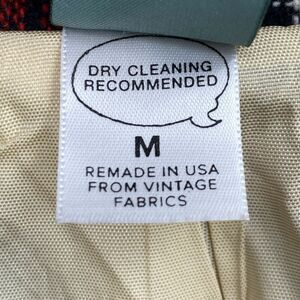 DRY CLEANING
RECOMMENDED
M
REMADE IN USA
FROM VINTAGE
FABRICS